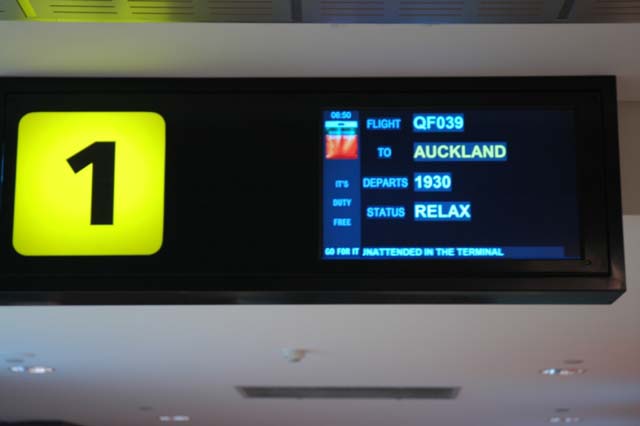 1
06:50
FLIGHT QF039
TO AUCKLAND
IT'S
DUTY
FREE
DEPARTS 1930
STATUS RELAX
GO FOR IT UNATTENDED IN THE TERMINAL